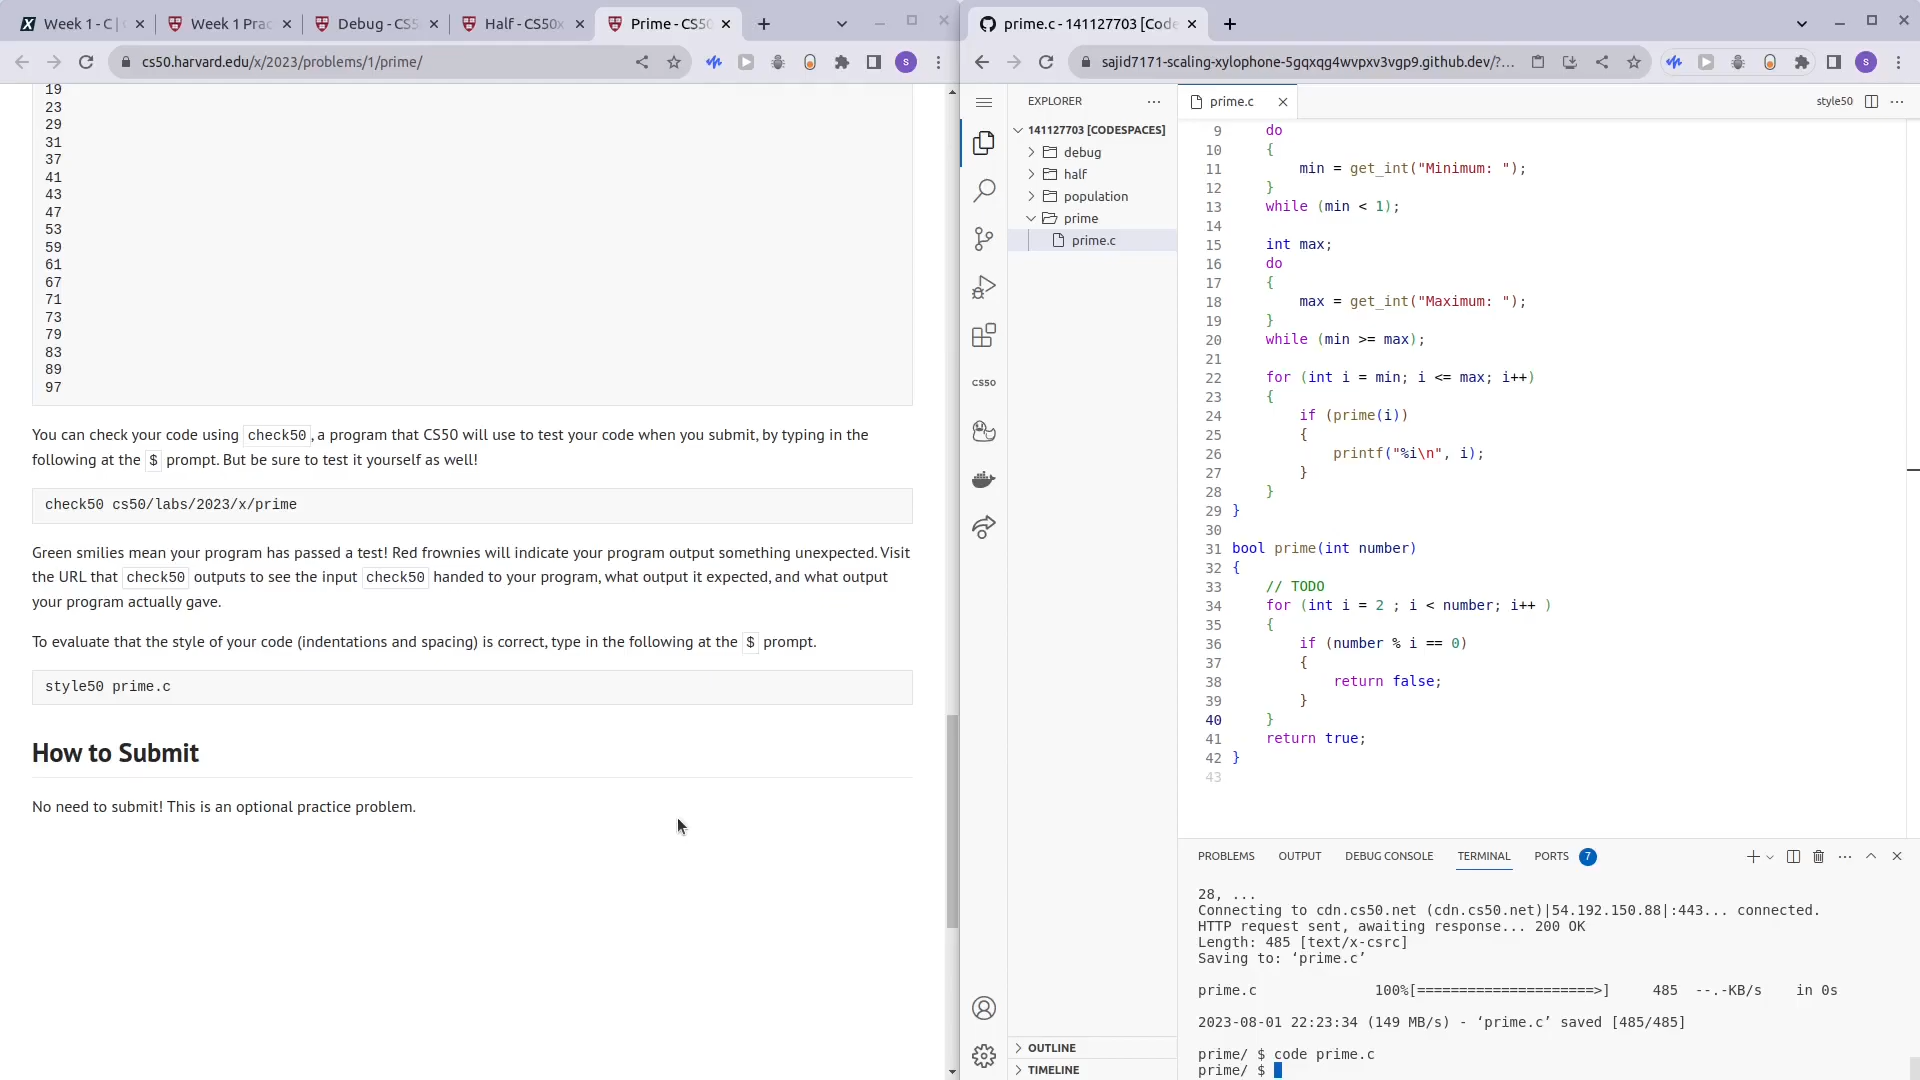 Week 1 - C |
Week 1 Prac
Debug - CS5
Half - CS50x
Prime - CS50
prime.c - 141127703 [Code
cs50.harvard.edu/x/2023/problems/1/prime/
S
sajid7171-scaling-xylophone-5gqxqg4wvpxv3vgp9.github.dev/?...
S
19
23
29
31
37
41
43
47
53
59
61
67
71
73
79
83
89
97
You can check your code using check50, a program that CS50 will use to test your code when you submit, by typing in the
following at the $ prompt. But be sure to test it yourself as well!
check50 cs50/labs/2023/x/prime
Green smilies mean your program has passed a test! Red frownies will indicate your program output something unexpected. Visit
the URL that check50 outputs to see the input check50 handed to your program, what output it expected, and what output
your program actually gave.
To evaluate that the style of your code (indentations and spacing) is correct, type in the following at the $ prompt.
style50 prime.c
How to Submit
No need to submit! This is an optional practice problem.
EXPLORER
141127703 [CODESPACES]
debug
half
population
prime
prime.c
CS50
OUTLINE
TIMELINE
prime.c
style50
9 do
10 {
11 min = get_int("Minimum: ");
12 }
13 while (min < 1);
14
15 int max;
16 do
17 {
18 max = get_int("Maximum: ");
19 }
20 while (min >= max);
21
22 for (int i = min; i <= max; i++)
23 {
24 if (prime(i))
25 {
26 printf("%i\n", i);
27 }
28 }
29 }
30
31 bool prime(int number)
32 {
33 // TODO
34 for (int i = 2 ; i < number; i++ )
35 {
36 if (number % i == 0)
37 {
38 return false;
39 }
40 }
41 return true;
42 }
43
PROBLEMS OUTPUT DEBUG CONSOLE TERMINAL PORTS 7
28, ...
Connecting to cdn.cs50.net (cdn.cs50.net)|54.192.150.88|:443... connected.
HTTP request sent, awaiting response... 200 OK
Length: 485 [text/x-csrc]
Saving to: ‘prime.c’
prime.c 100%[=====================>] 485 --.-KB/s in 0s
2023-08-01 22:23:34 (149 MB/s) - ‘prime.c’ saved [485/485]
prime/ $ code prime.c
prime/ $